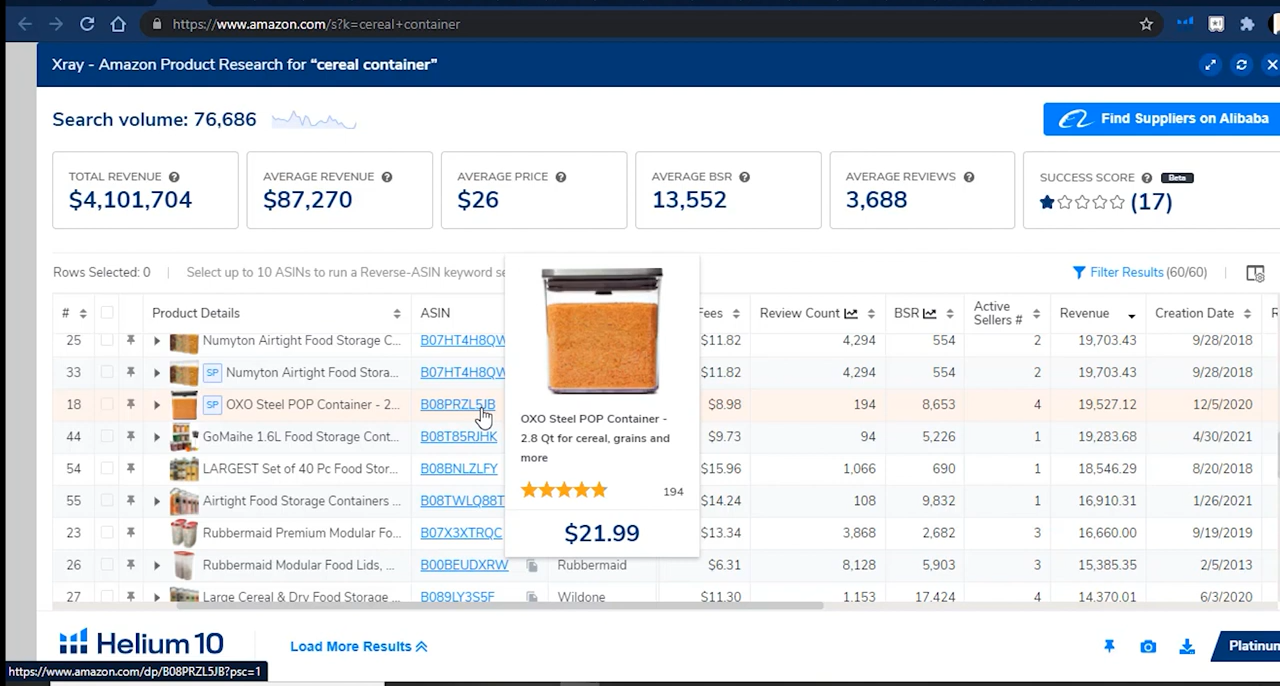 https://www.amazon.com/s?k=cereal+container
Xray - Amazon Product Research for “cereal container”
Search volume: 76,686
Find Suppliers on Alibaba
TOTAL REVENUE ?
$4,101,704
AVERAGE REVENUE ?
$87,270
AVERAGE PRICE ?
$26
AVERAGE BSR ?
13,552
AVERAGE REVIEWS ?
3,688
SUCCESS SCORE ? Beta
(17)
Rows Selected: 0 | Select up to 10 ASINs to run a Reverse-ASIN keyword se
Filter Results (60/60)
# Product Details ASIN Fees Review Count BSR Active Sellers # Revenue Creation Date
25 Numyton Airtight Food Storage C... B07HT4H8QW $11.82 4,294 554 2 19,703.43 9/28/2018
33 SP Numyton Airtight Food Stora... B07HT4H8QW $11.82 4,294 554 2 19,703.43 9/28/2018
18 SP OXO Steel POP Container - 2... B08PRZL5JB $8.98 194 8,653 4 19,527.12 12/5/2020
44 GoMaihe 1.6L Food Storage Cont... B08T85RJHK $9.73 94 5,226 1 19,283.68 4/30/2021
54 LARGEST Set of 40 Pc Food Stor... B08BNLZLFY $15.96 1,066 690 1 18,546.29 8/20/2018
55 Airtight Food Storage Containers ... B08TWLQ88T $14.24 108 9,832 1 16,910.31 1/26/2021
23 Rubbermaid Premium Modular Fo... B07X3XTRQC $13.34 3,868 2,682 3 16,660.00 9/19/2019
26 Rubbermaid Modular Food Lids, ... B00BEUDXRW Rubbermaid $6.31 8,128 5,903 3 15,385.35 2/5/2013
27 Large Cereal & Dry Food Storage ... B089LY3S5F Wildone $11.30 1,153 17,424 4 14,370.01 6/3/2020
OXO Steel POP Container -
2.8 Qt for cereal, grains and
more
194
$21.99
Helium 10
Load More Results
Platinum
https://www.amazon.com/dp/B08PRZL5JB?psc=1